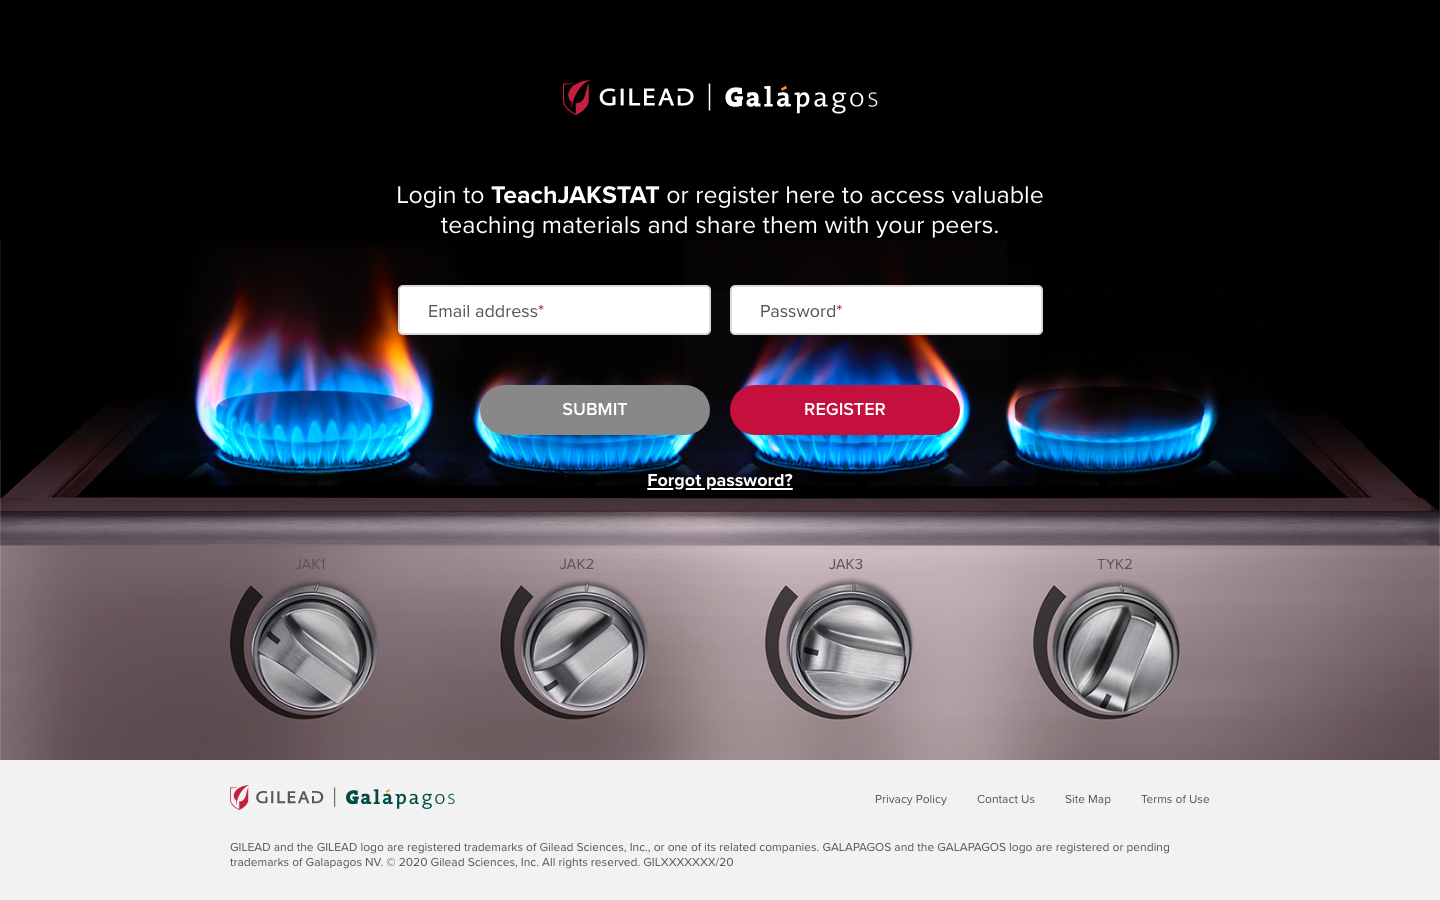 GILEAD | Galápagos
Login to TeachJAKSTAT or register here to access valuable
teaching materials and share them with your peers.
Email address*
Password*
SUBMIT
REGISTER
Forgot password?
JAK1
JAK2
JAK3
TYK2
GILEAD | Galápagos
Privacy Policy
Contact Us
Site Map
Terms of Use
GILEAD and the GILEAD logo are registered trademarks of Gilead Sciences, Inc., or one of its related companies. GALAPAGOS and the GALAPAGOS logo are registered or pending
trademarks of Galapagos NV. © 2020 Gilead Sciences, Inc. All rights reserved. GILXXXXXXX/20